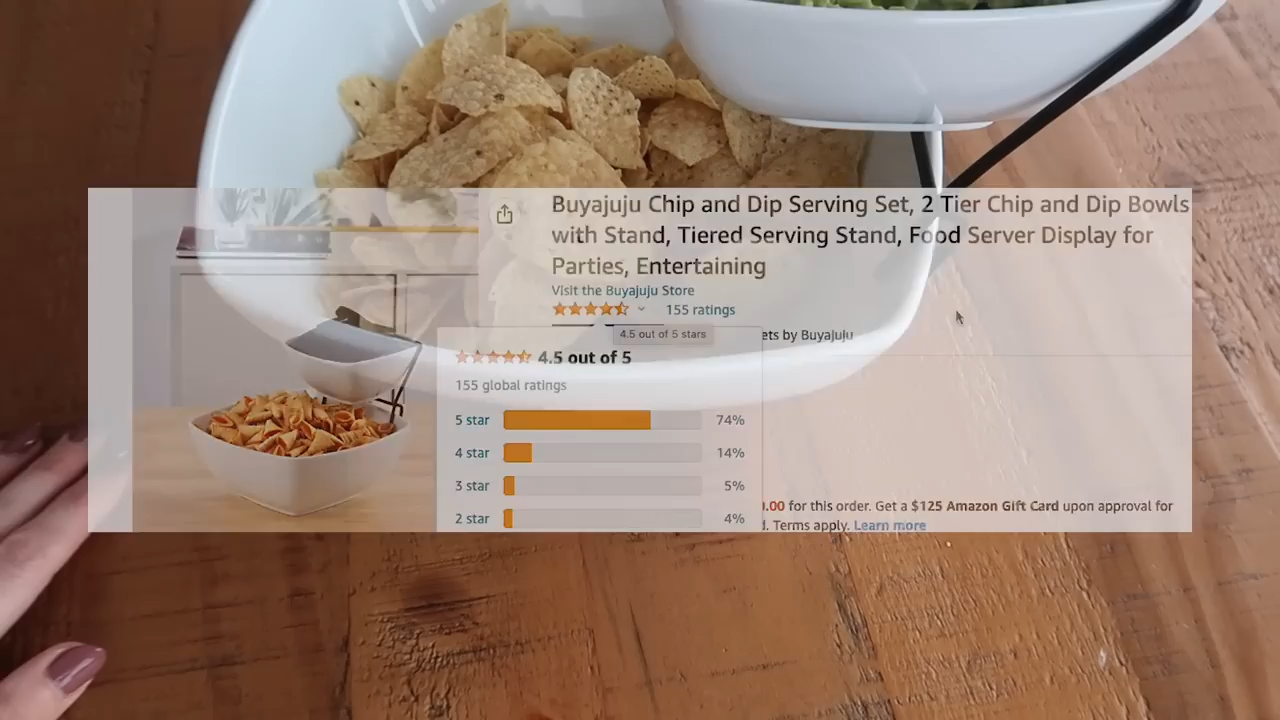 Buyajuju Chip and Dip Serving Set, 2 Tier Chip and Dip Bowls
with Stand, Tiered Serving Stand, Food Server Display for
Parties, Entertaining
Visit the Buyajuju Store
155 ratings
4.5 out of 5 stars
ets by Buyajuju
4.5 out of 5
155 global ratings
5 star 74%
4 star 14%
3 star 5%
2 star 4%
.00 for this order. Get a $125 Amazon Gift Card upon approval for
d. Terms apply. Learn more